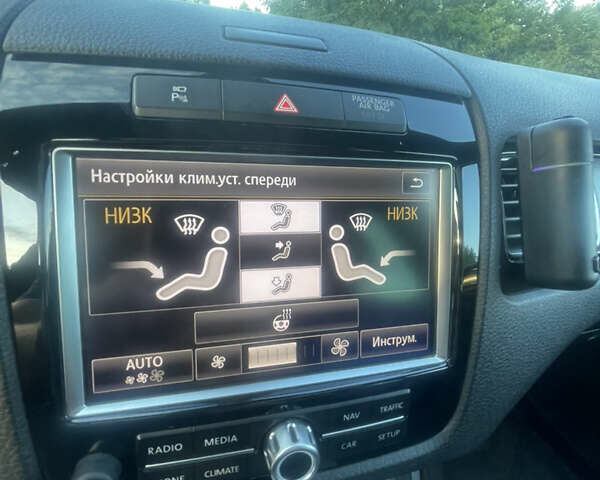 P
PASSENGER
AIR BAG
Настройки клим.уст. спереди
НИЗК
НИЗК
AUTO
Инструм.
RADIO
MEDIA
NAV
TRAFFIC
CLIMATE
CAR
SETUP